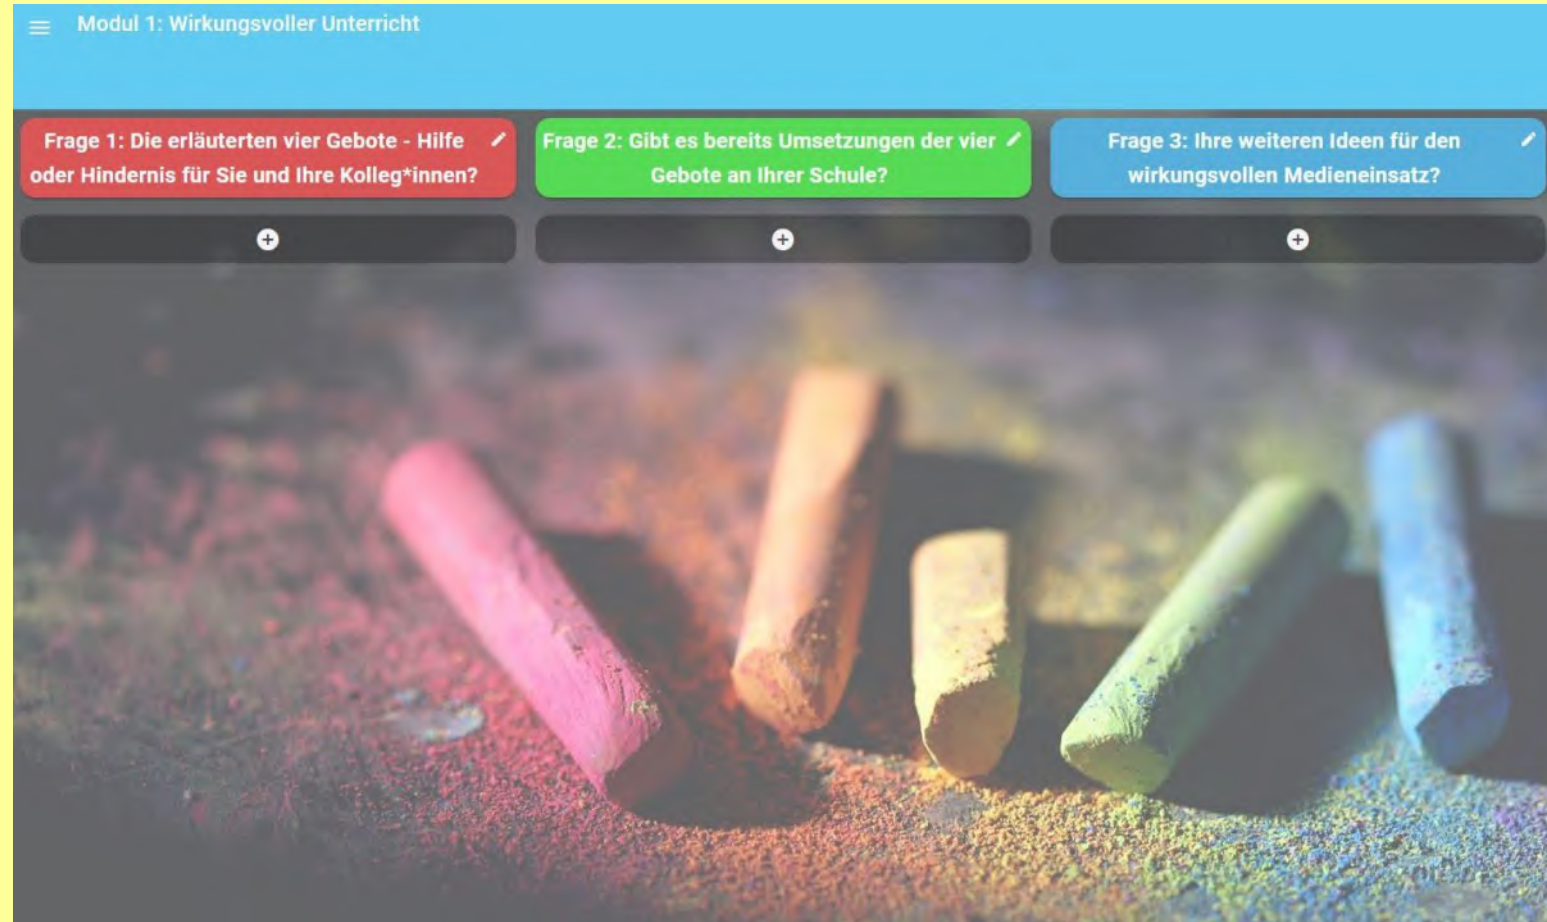 Modul 1: Wirkungsvoller Unterricht
Frage 1: Die erläuterten vier Gebote - Hilfe
oder Hindernis für Sie und Ihre Kolleg*innen?
Frage 2: Gibt es bereits Umsetzungen der vier
Gebote an Ihrer Schule?
Frage 3: Ihre weiteren Ideen für den
wirkungsvollen Medieneinsatz?